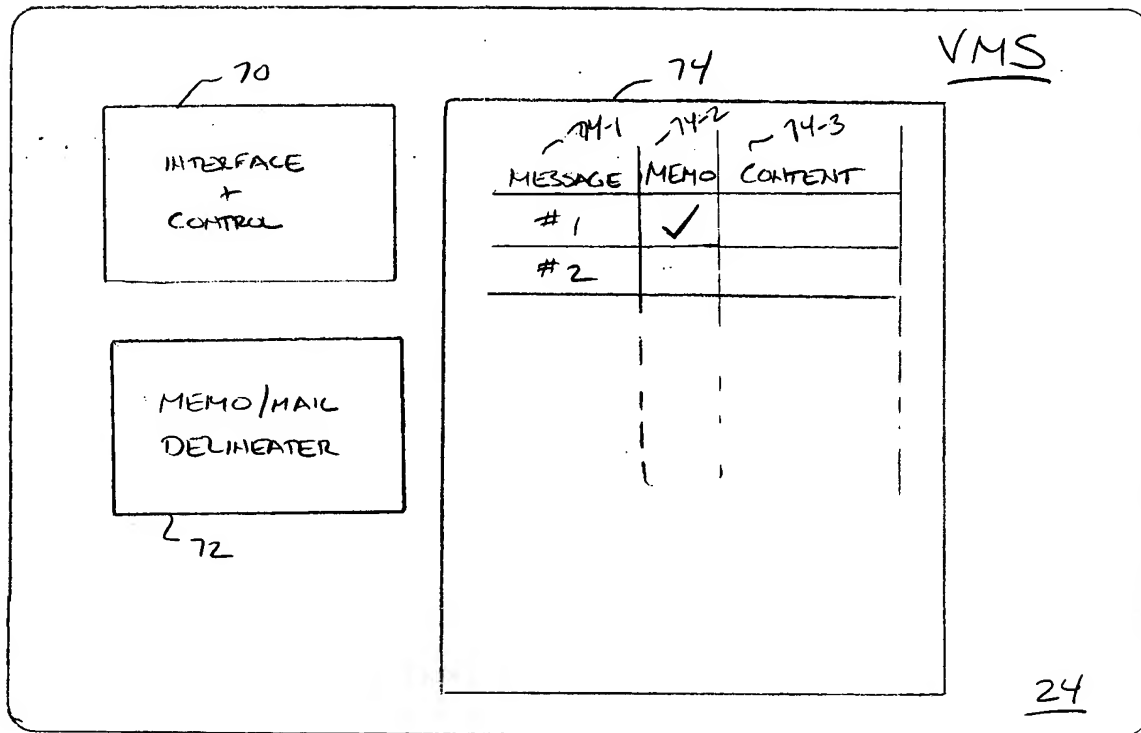 VMS
70
INTERFACE
+
CONTROL
MEMO/MAIL
DELINEATER
72
74
74-1 74-2 74-3
MESSAGE MEMO CONTENT
#1 ✓
#2
24